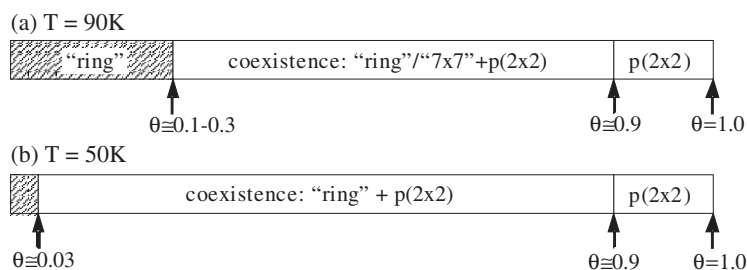 (a) T = 90K
“ring” coexistence: “ring”/“7x7”+p(2x2) p(2x2)
θ≅0.1-0.3 θ≅0.9 θ=1.0
(b) T = 50K
coexistence: “ring” + p(2x2) p(2x2)
θ≅0.03 θ≅0.9 θ=1.0